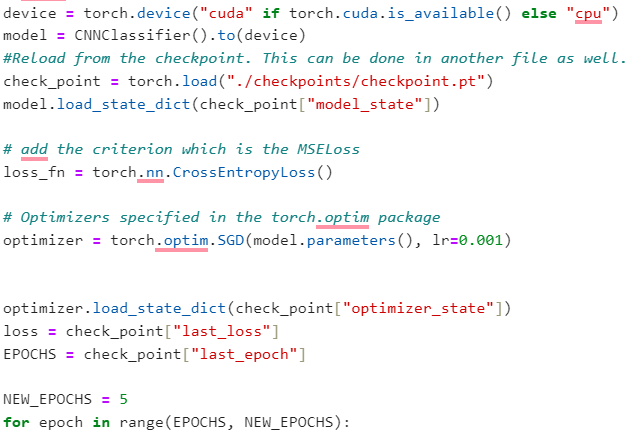 device = torch.device("cuda" if torch.cuda.is_available() else "cpu")
model = CNNClassifier().to(device)
#Reload from the checkpoint. This can be done in another file as well.
check_point = torch.load("./checkpoints/checkpoint.pt")
model.load_state_dict(check_point["model_state"])
# add the criterion which is the MSELoss
loss_fn = torch.nn.CrossEntropyLoss()
# Optimizers specified in the torch.optim package
optimizer = torch.optim.SGD(model.parameters(), lr=0.001)
optimizer.load_state_dict(check_point["optimizer_state"])
loss = check_point["last_loss"]
EPOCHS = check_point["last_epoch"]
NEW_EPOCHS = 5
for epoch in range(EPOCHS, NEW_EPOCHS):